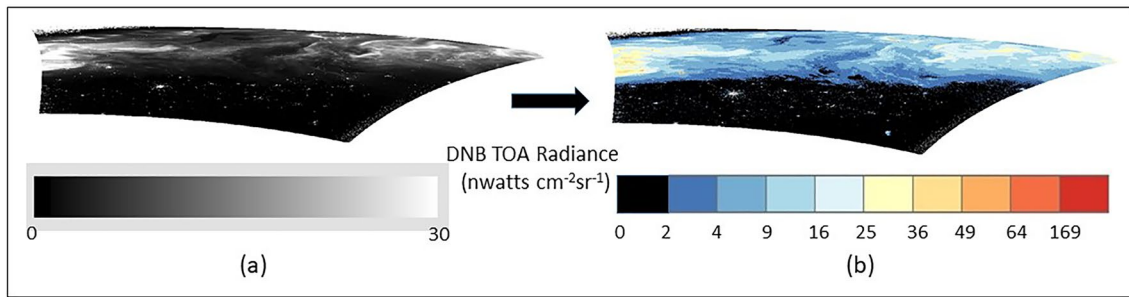 DNB TOA Radiance
(nwatts cm⁻²sr⁻¹)
0 30
0 2 4 9 16 25 36 49 64 169
(a) (b)